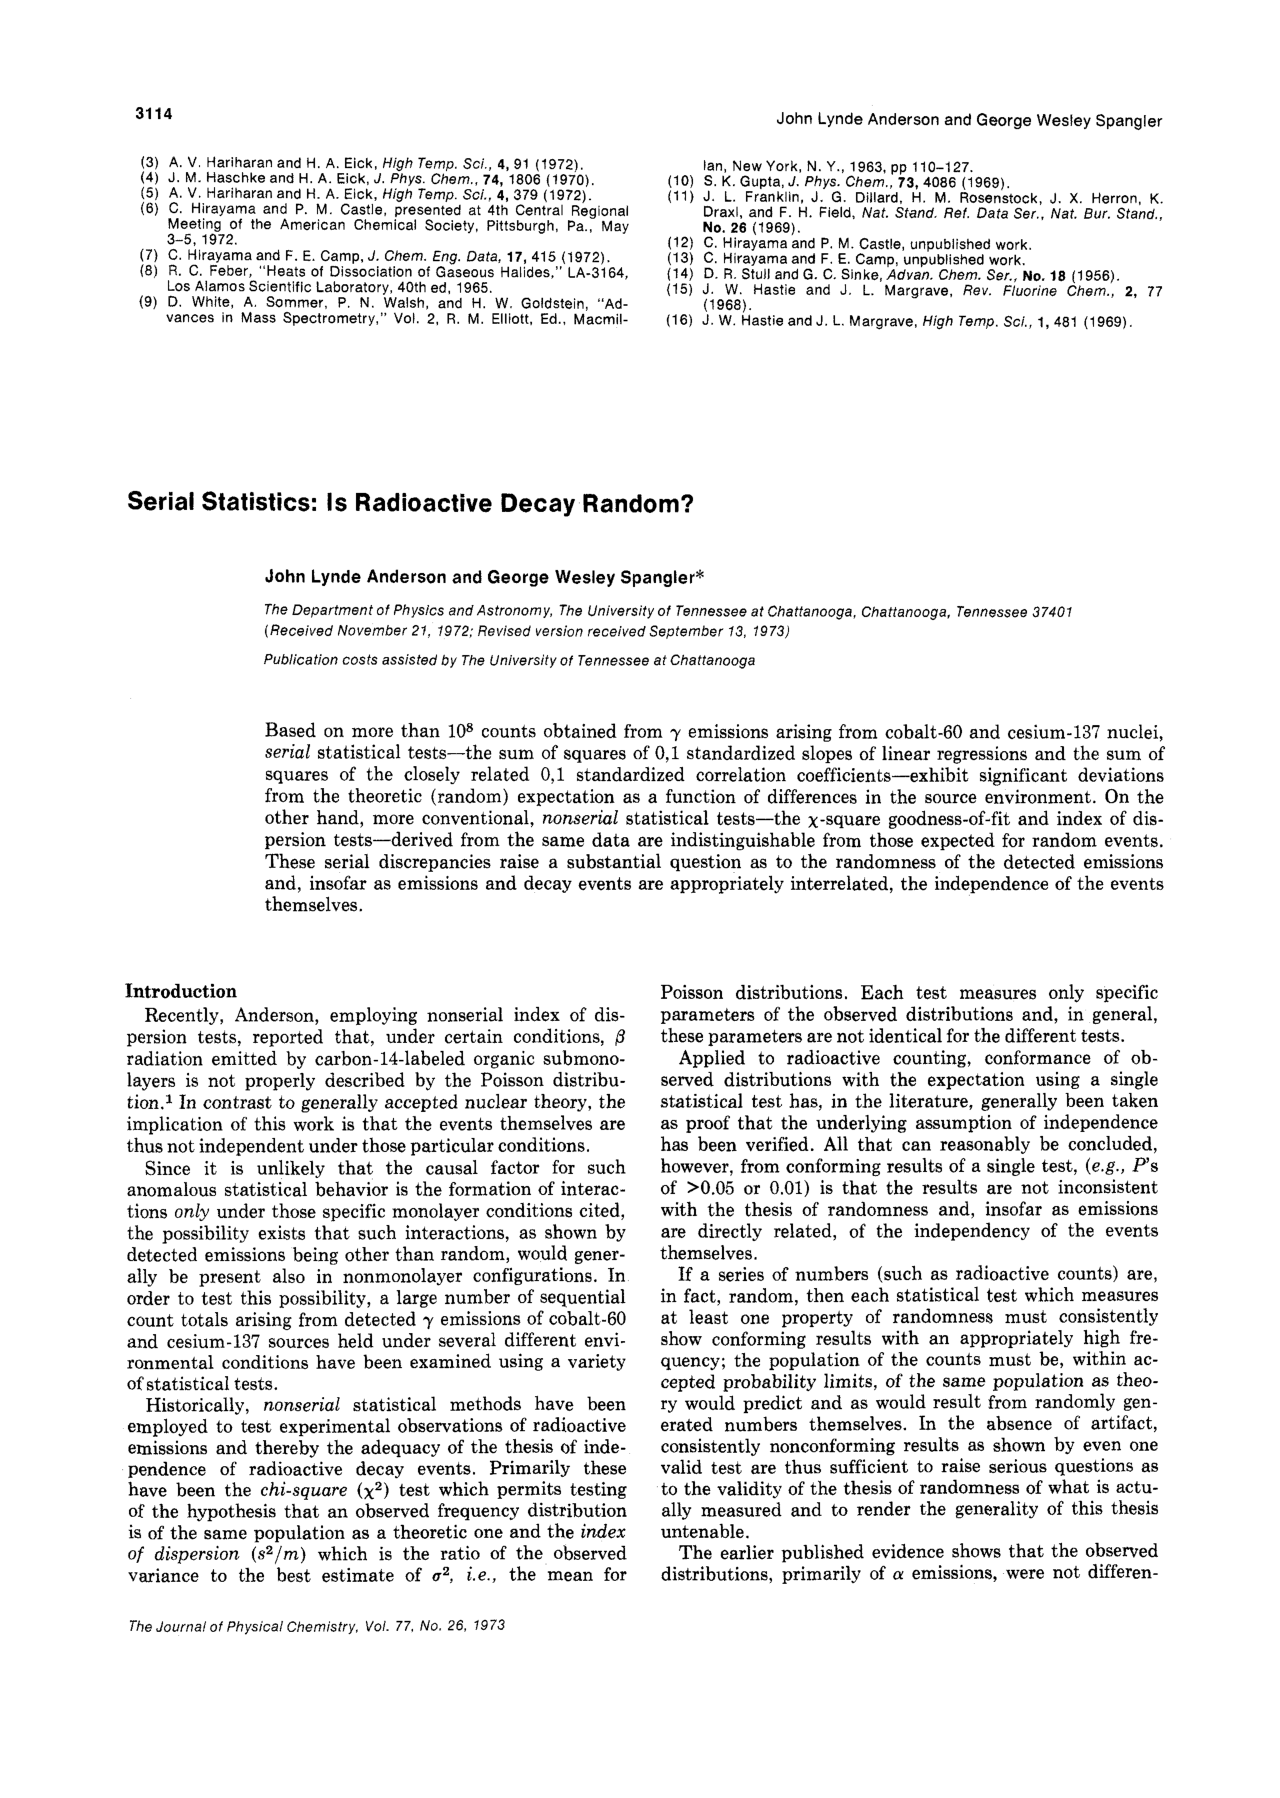 3114
John Lynde Anderson and George Wesley Spangler
(3) A. V. Hariharan and H. A. Eick, High Temp. Sci., 4, 91 (1972).
(4) J. M. Haschke and H. A. Eick, J. Phys. Chem., 74, 1806 (1970).
(5) A. V. Hariharan and H. A. Eick, High Temp. Sci., 4, 379 (1972).
(6) C. Hirayama and P. M. Castle, presented at 4th Central Regional
Meeting of the American Chemical Society, Pittsburgh, Pa., May
3–5, 1972.
(7) C. Hirayama and F. E. Camp, J. Chem. Eng. Data, 17, 415 (1972).
(8) R. C. Feber, "Heats of Dissociation of Gaseous Halides," LA-3164,
Los Alamos Scientific Laboratory, 40th ed, 1965.
(9) D. White, A. Sommer, P. N. Walsh, and H. W. Goldstein, "Ad-
vances in Mass Spectrometry," Vol. 2, R. M. Elliott, Ed., Macmil-
lan, New York, N. Y., 1963, pp 110–127.
(10) S. K. Gupta, J. Phys. Chem., 73, 4086 (1969).
(11) J. L. Franklin, J. G. Dillard, H. M. Rosenstock, J. X. Herron, K.
Draxl, and F. H. Field, Nat. Stand. Ref. Data Ser., Nat. Bur. Stand.,
No. 26 (1969).
(12) C. Hirayama and P. M. Castle, unpublished work.
(13) C. Hirayama and F. E. Camp, unpublished work.
(14) D. R. Stull and G. C. Sinke, Advan. Chem. Ser., No. 18 (1956).
(15) J. W. Hastie and J. L. Margrave, Rev. Fluorine Chem., 2, 77
(1968).
(16) J. W. Hastie and J. L. Margrave, High Temp. Sci., 1, 481 (1969).
Serial Statistics: Is Radioactive Decay Random?
John Lynde Anderson and George Wesley Spangler*
The Department of Physics and Astronomy, The University of Tennessee at Chattanooga, Chattanooga, Tennessee 37401
(Received November 21, 1972; Revised version received September 13, 1973)
Publication costs assisted by The University of Tennessee at Chattanooga
Based on more than 10⁸ counts obtained from γ emissions arising from cobalt-60 and cesium-137 nuclei,
serial statistical tests—the sum of squares of 0,1 standardized slopes of linear regressions and the sum of
squares of the closely related 0,1 standardized correlation coefficients—exhibit significant deviations
from the theoretic (random) expectation as a function of differences in the source environment. On the
other hand, more conventional, nonserial statistical tests—the χ-square goodness-of-fit and index of dis-
persion tests—derived from the same data are indistinguishable from those expected for random events.
These serial discrepancies raise a substantial question as to the randomness of the detected emissions
and, insofar as emissions and decay events are appropriately interrelated, the independence of the events
themselves.
Introduction
Recently, Anderson, employing nonserial index of dis-
persion tests, reported that, under certain conditions, β
radiation emitted by carbon-14-labeled organic submono-
layers is not properly described by the Poisson distribu-
tion.¹ In contrast to generally accepted nuclear theory, the
implication of this work is that the events themselves are
thus not independent under those particular conditions.
Since it is unlikely that the causal factor for such
anomalous statistical behavior is the formation of interac-
tions only under those specific monolayer conditions cited,
the possibility exists that such interactions, as shown by
detected emissions being other than random, would gener-
ally be present also in nonmonolayer configurations. In
order to test this possibility, a large number of sequential
count totals arising from detected γ emissions of cobalt-60
and cesium-137 sources held under several different envi-
ronmental conditions have been examined using a variety
of statistical tests.
Historically, nonserial statistical methods have been
employed to test experimental observations of radioactive
emissions and thereby the adequacy of the thesis of inde-
pendence of radioactive decay events. Primarily these
have been the chi-square (χ²) test which permits testing
of the hypothesis that an observed frequency distribution
is of the same population as a theoretic one and the index
of dispersion (s²/m) which is the ratio of the observed
variance to the best estimate of σ², i.e., the mean for
Poisson distributions. Each test measures only specific
parameters of the observed distributions and, in general,
these parameters are not identical for the different tests.
Applied to radioactive counting, conformance of ob-
served distributions with the expectation using a single
statistical test has, in the literature, generally been taken
as proof that the underlying assumption of independence
has been verified. All that can reasonably be concluded,
however, from conforming results of a single test, (e.g., P's
of >0.05 or 0.01) is that the results are not inconsistent
with the thesis of randomness and, insofar as emissions
are directly related, of the independency of the events
themselves.
If a series of numbers (such as radioactive counts) are,
in fact, random, then each statistical test which measures
at least one property of randomness must consistently
show conforming results with an appropriately high fre-
quency; the population of the counts must be, within ac-
cepted probability limits, of the same population as theo-
ry would predict and as would result from randomly gen-
erated numbers themselves. In the absence of artifact,
consistently nonconforming results as shown by even one
valid test are thus sufficient to raise serious questions as
to the validity of the thesis of randomness of what is actu-
ally measured and to render the generality of this thesis
untenable.
The earlier published evidence shows that the observed
distributions, primarily of α emissions, were not differen-
The Journal of Physical Chemistry, Vol. 77, No. 26, 1973